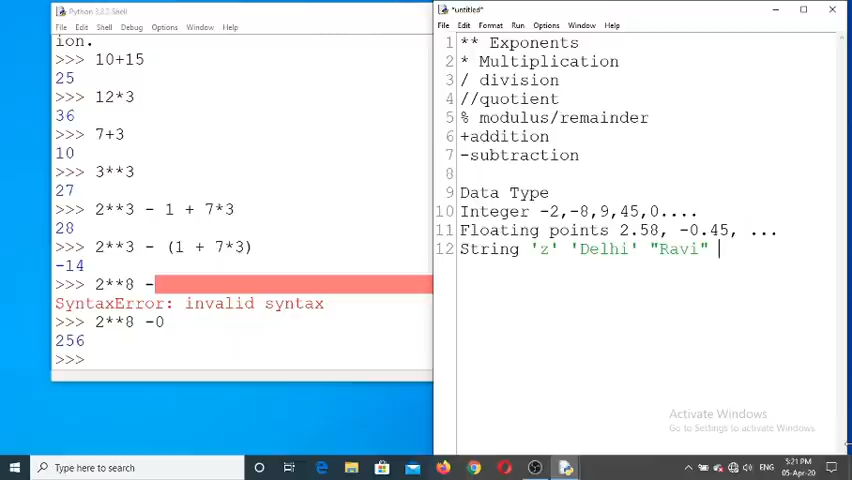 Python 3.8.2 Shell
File Edit Shell Debug Options Window Help
ion.
>>> 10+15
25
>>> 12*3
36
>>> 7+3
10
>>> 3**3
27
>>> 2**3 - 1 + 7*3
28
>>> 2**3 - (1 + 7*3)
-14
>>> 2**8 -
SyntaxError: invalid syntax
>>> 2**8 -0
256
>>>
*untitled*
File Edit Format Run Options Window Help
1 ** Exponents
2 * Multiplication
3 / division
4 //quotient
5 % modulus/remainder
6 +addition
7 -subtraction
8
9 Data Type
10 Integer -2,-8,9,45,0....
11 Floating points 2.58, -0.45, ...
12 String 'z' 'Delhi' "Ravi"
Activate Windows
Go to Settings to activate Windows.
Type here to search
ENG
5:21 PM
05-Apr-20